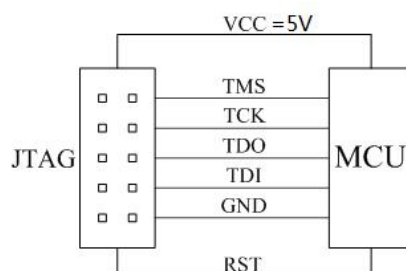 VCC =5V
TMS
TCK
TDO
JTAG
MCU
TDI
GND
RST